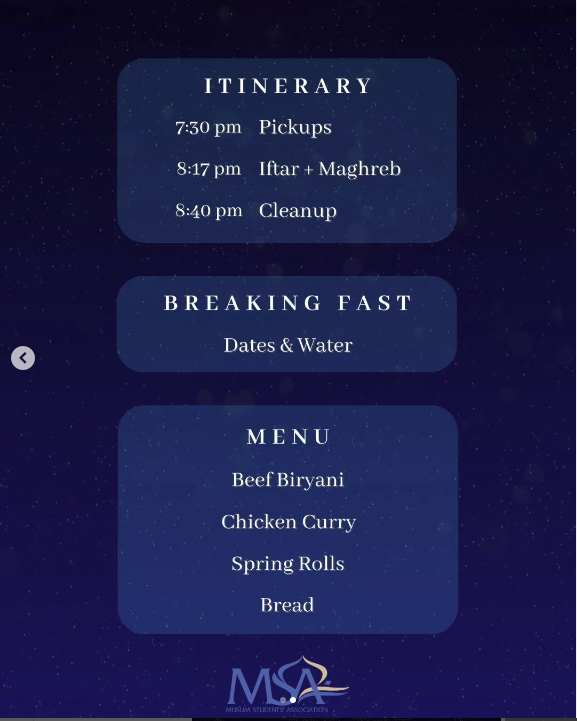 ITINERARY
7:30 pm Pickups
8:17 pm Iftar + Maghreb
8:40 pm Cleanup
BREAKING FAST
Dates & Water
MENU
Beef Biryani
Chicken Curry
Spring Rolls
Bread
MSA
MUSLIM STUDENTS' ASSOCIATION